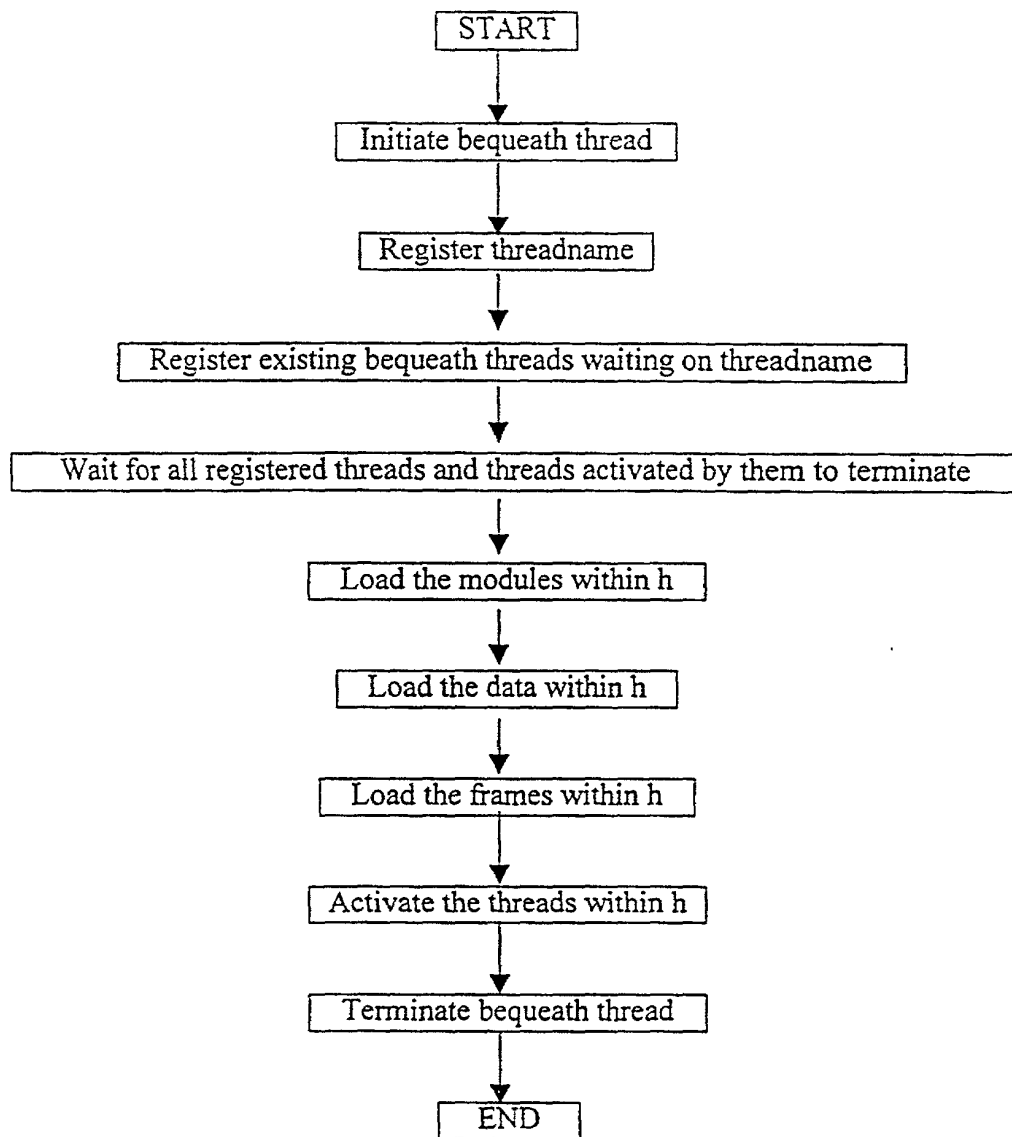 START
Initiate bequeath thread
Register threadname
Register existing bequeath threads waiting on threadname
Wait for all registered threads and threads activated by them to terminate
Load the modules within h
Load the data within h
Load the frames within h
Activate the threads within h
Terminate bequeath thread
END